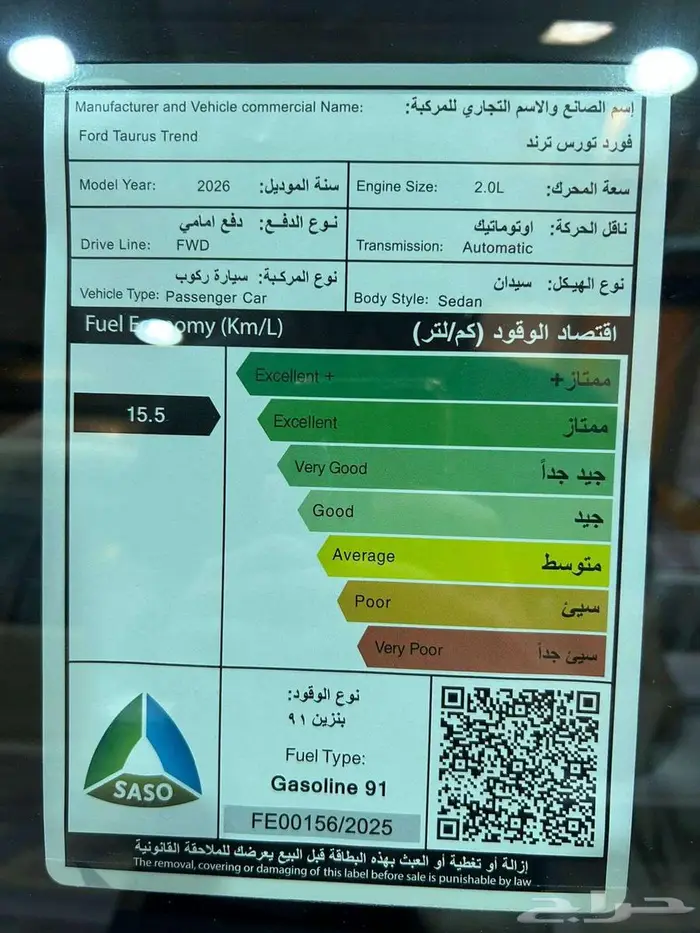 Manufacturer and Vehicle commercial Name: إسم الصانع والاسم التجاري للمركبة:
Ford Taurus Trend فورد تورس ترند
Model Year: 2026 سنة الموديل: Engine Size: 2.0L سعة المحرك:
نوع الدفع: دفع امامي
Drive Line: FWD
ناقل الحركة: اوتوماتيك
Transmission: Automatic
نوع المركبة: سيارة ركوب
Vehicle Type: Passenger Car
نوع الهيكل: سيدان
Body Style: Sedan
Fuel Economy (Km/L) اقتصاد الوقود (كم/لتر)
Excellent + ممتاز+
15.5
Excellent ممتاز
Very Good جيد جداً
Good جيد
Average متوسط
Poor سيئ
Very Poor سيئ جداً
SASO
نوع الوقود:
بنزين ٩١
Fuel Type:
Gasoline 91
FE00156/2025
إزالة أو تغطية أو العبث بهذه البطاقة قبل البيع يعرضك للملاحقة القانونية
The removal, covering or damaging of this label before sale is punishable by law
حراج